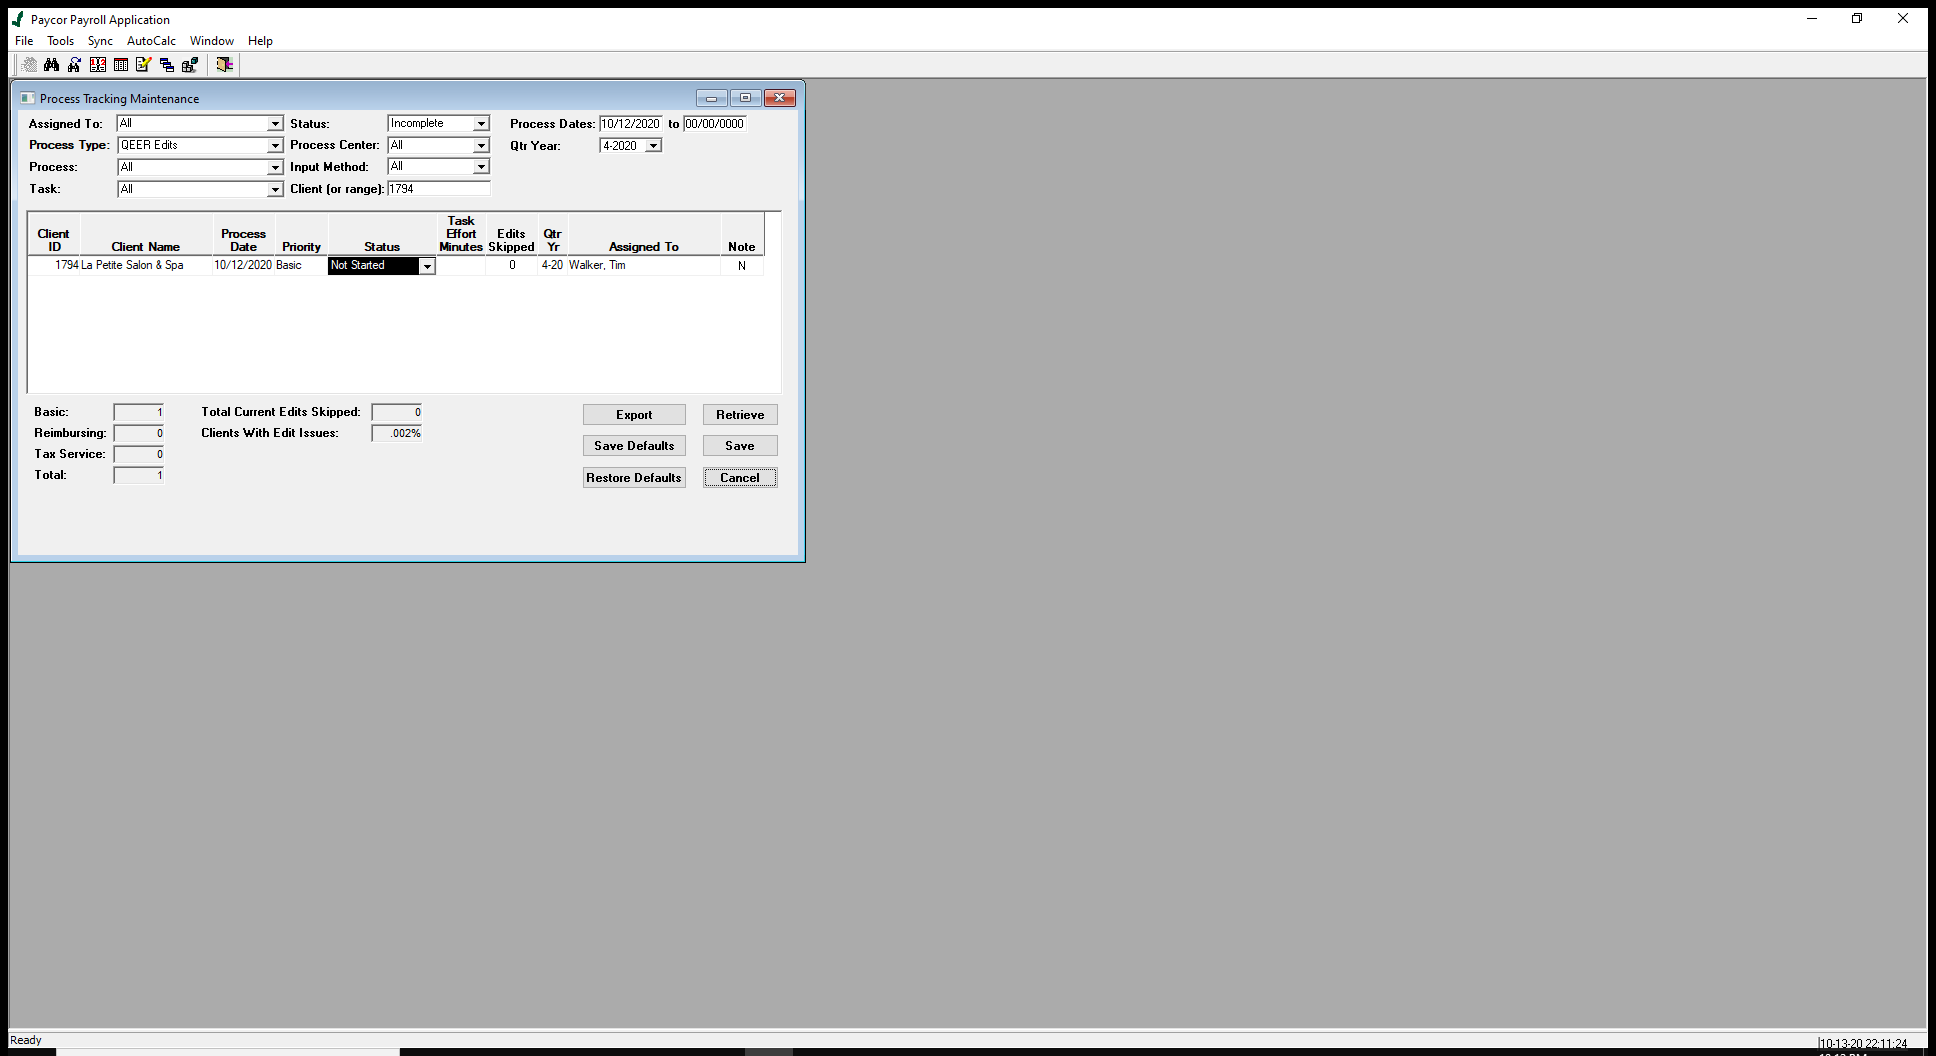 Paycor Payroll Application
File Tools Sync AutoCalc Window Help
Process Tracking Maintenance
Assigned To: All Status: Incomplete Process Dates: 10/12/2020 to 00/00/0000
Process Type: QEER Edits Process Center: All Qtr Year: 4-2020
Process: All Input Method: All
Task: All Client (or range): 1794
Client ID Client Name Process Date Priority Status Task Effort Minutes Edits Skipped Qtr Yr Assigned To Note
1794 La Petite Salon & Spa 10/12/2020 Basic Not Started 0 4-20 Walker, Tim N
Basic: 1 Total Current Edits Skipped: 0 Export Retrieve
Reimbursing: 0 Clients With Edit Issues: .002%
Save Defaults Save
Tax Service: 0
Total: 1 Restore Defaults Cancel
Ready 10-13-20 22:11:24